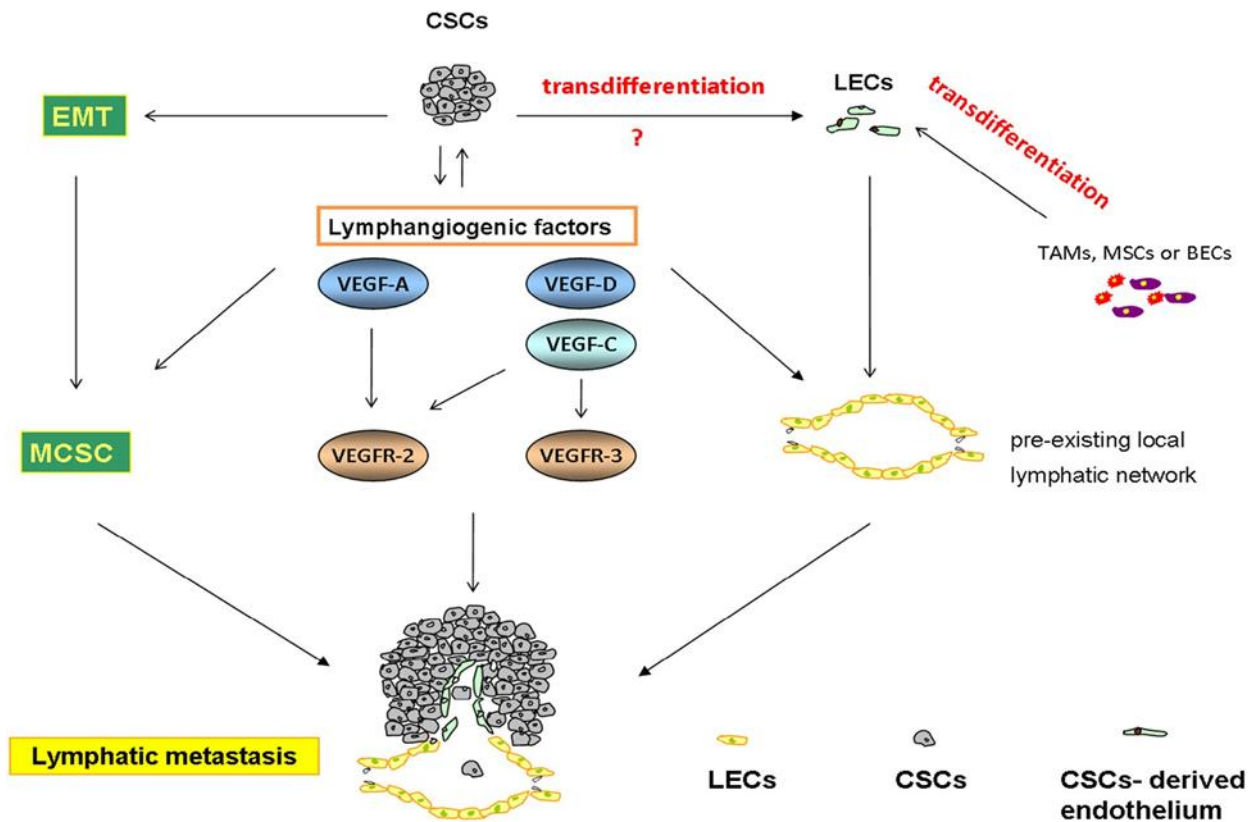 CSCs
transdifferentiation
?
LECs
transdifferentiation
EMT
Lymphangiogenic factors
TAMs, MSCs or BECs
VEGF-A
VEGF-D
VEGF-C
MCSC
VEGFR-2
VEGFR-3
pre-existing local
lymphatic network
Lymphatic metastasis
LECs
CSCs
CSCs- derived
endothelium